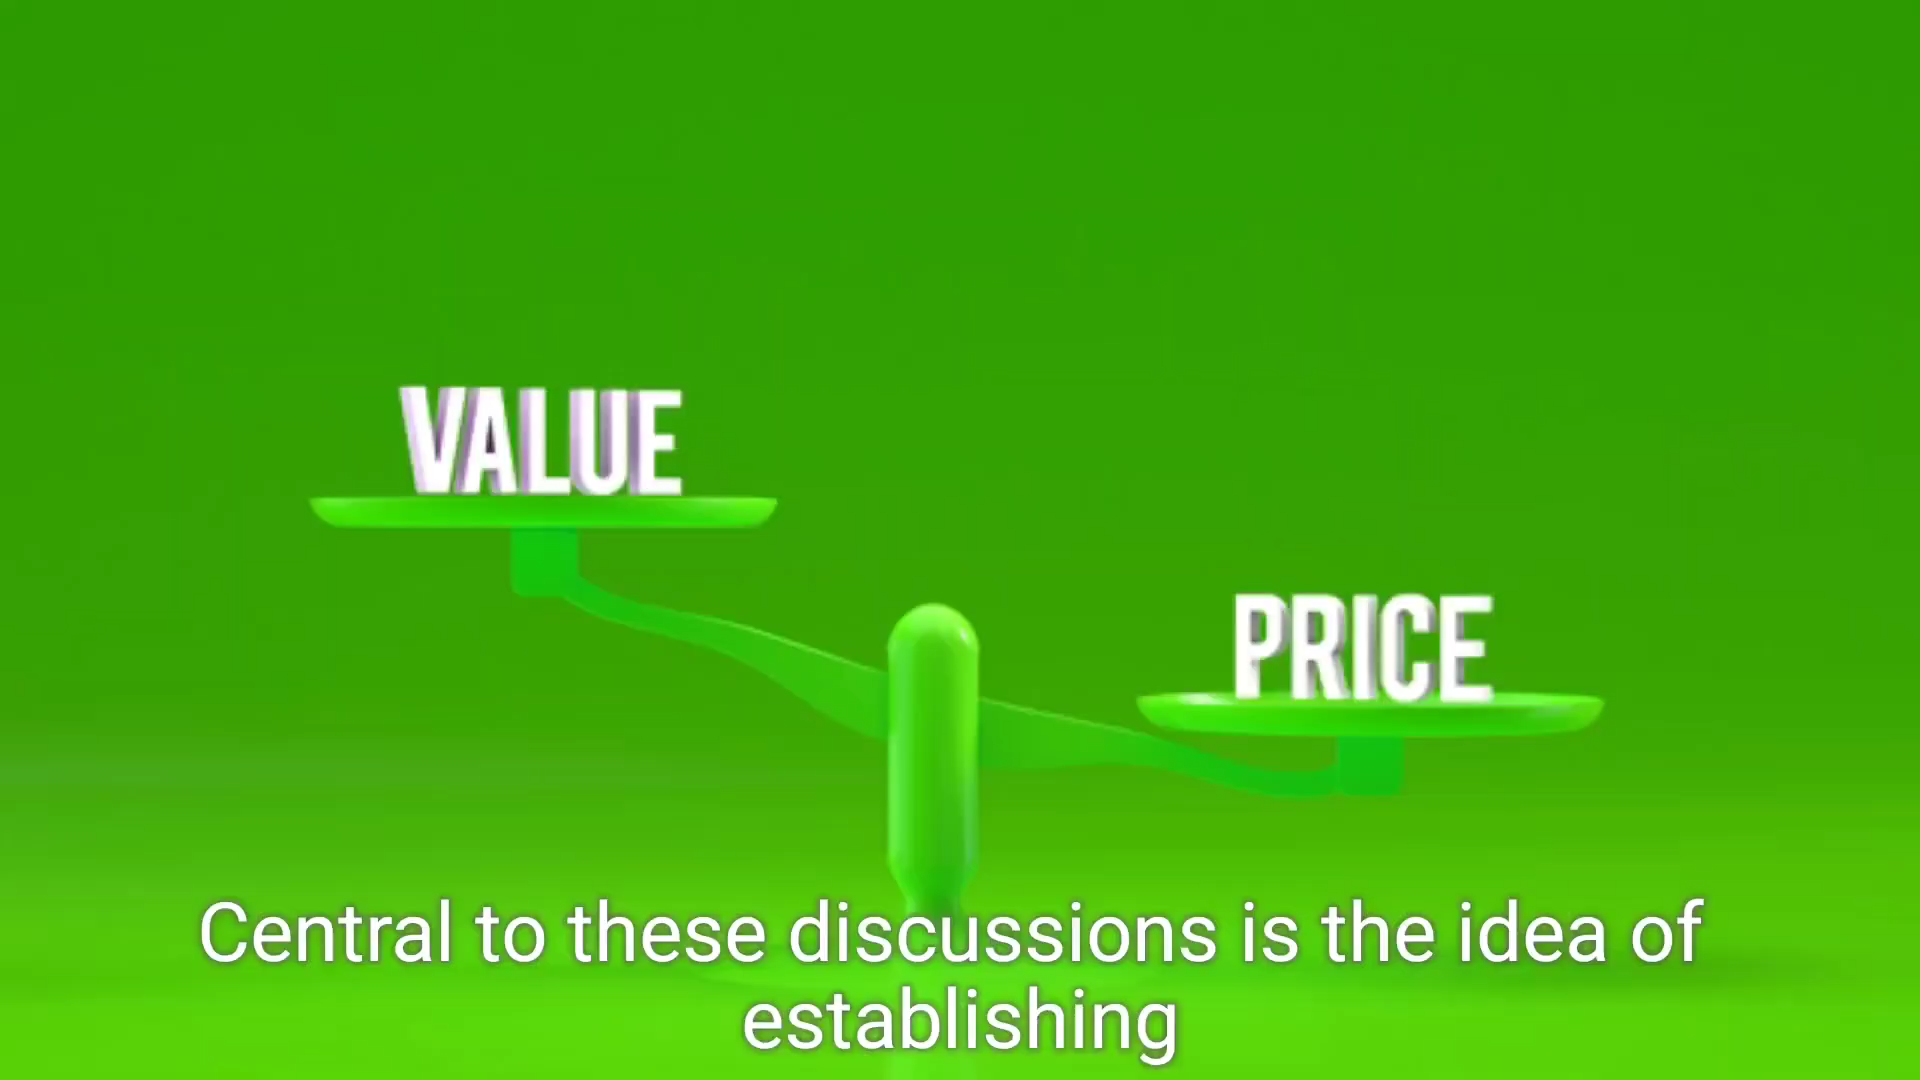 VALUE
PRICE
Central to these discussions is the idea of
establishing